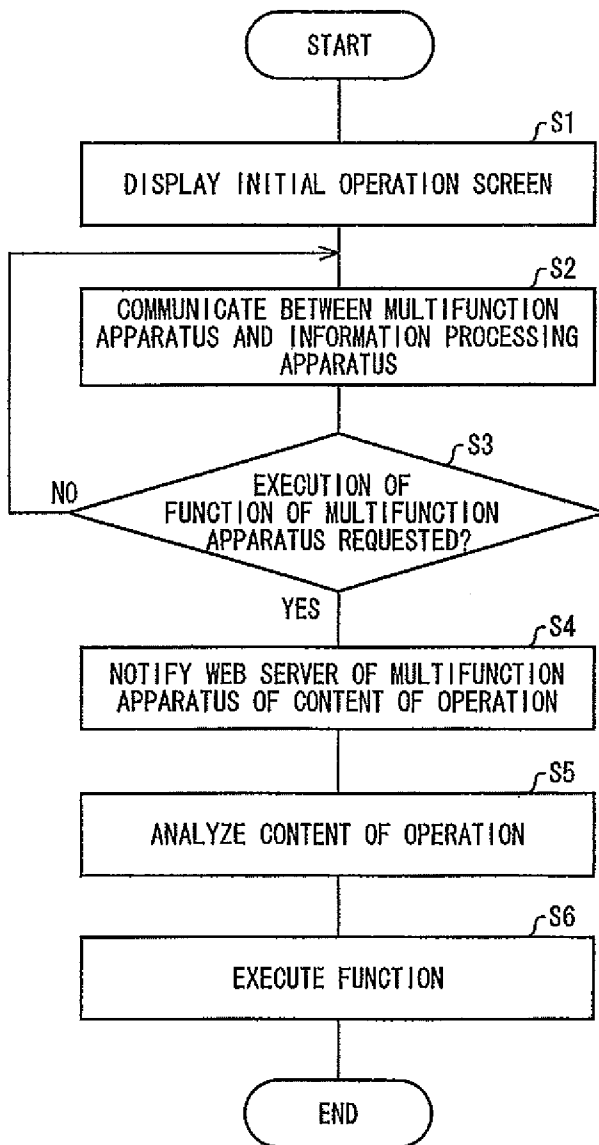 START
S1
DISPLAY INITIAL OPERATION SCREEN
S2
COMMUNICATE BETWEEN MULTIFUNCTION
APPARATUS AND INFORMATION PROCESSING
APPARATUS
S3
NO
EXECUTION OF
FUNCTION OF MULTIFUNCTION
APPARATUS REQUESTED?
YES
S4
NOTIFY WEB SERVER OF MULTIFUNCTION
APPARATUS OF CONTENT OF OPERATION
S5
ANALYZE CONTENT OF OPERATION
S6
EXECUTE FUNCTION
END